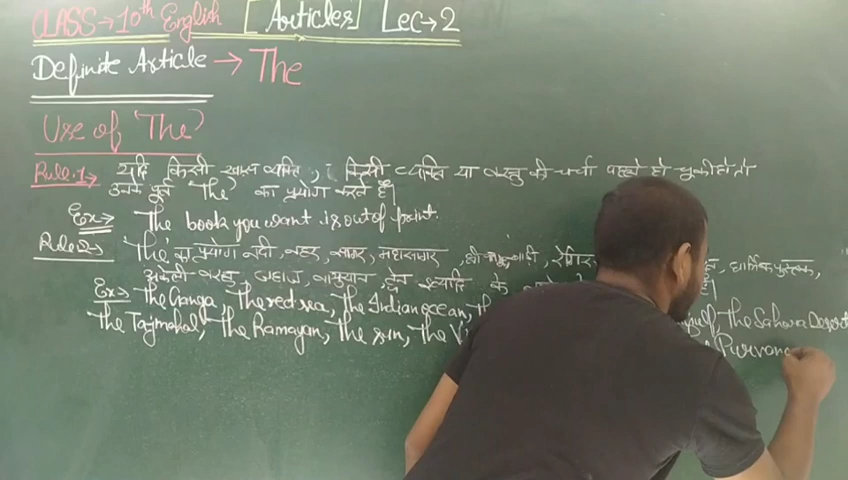 CLASS→10th English [Articles] Lec→2
Definite Article → The
Use of 'The'
Rule.1) यदि किसी खास व्यक्ति, किसी व्यक्ति या वस्तु की चर्चा पहले हो चुकी हो तो
उनके पूर्व 'The' का प्रयोग करते हैं।
Ex→ The book you want is out of print.
Rule 2→ 'The' का प्रयोग नदी, नहर, सागर, महासागर, धार्मिक पुस्तक,
अकेली वस्तु, जहाज, वायुयान, ट्रेन इत्यादि के
Ex→ The Ganga, The red sea, The Indian ocean, gulf, The Sahara Desert
The Tajmahal, The Ramayan, The sun, The Purvanc